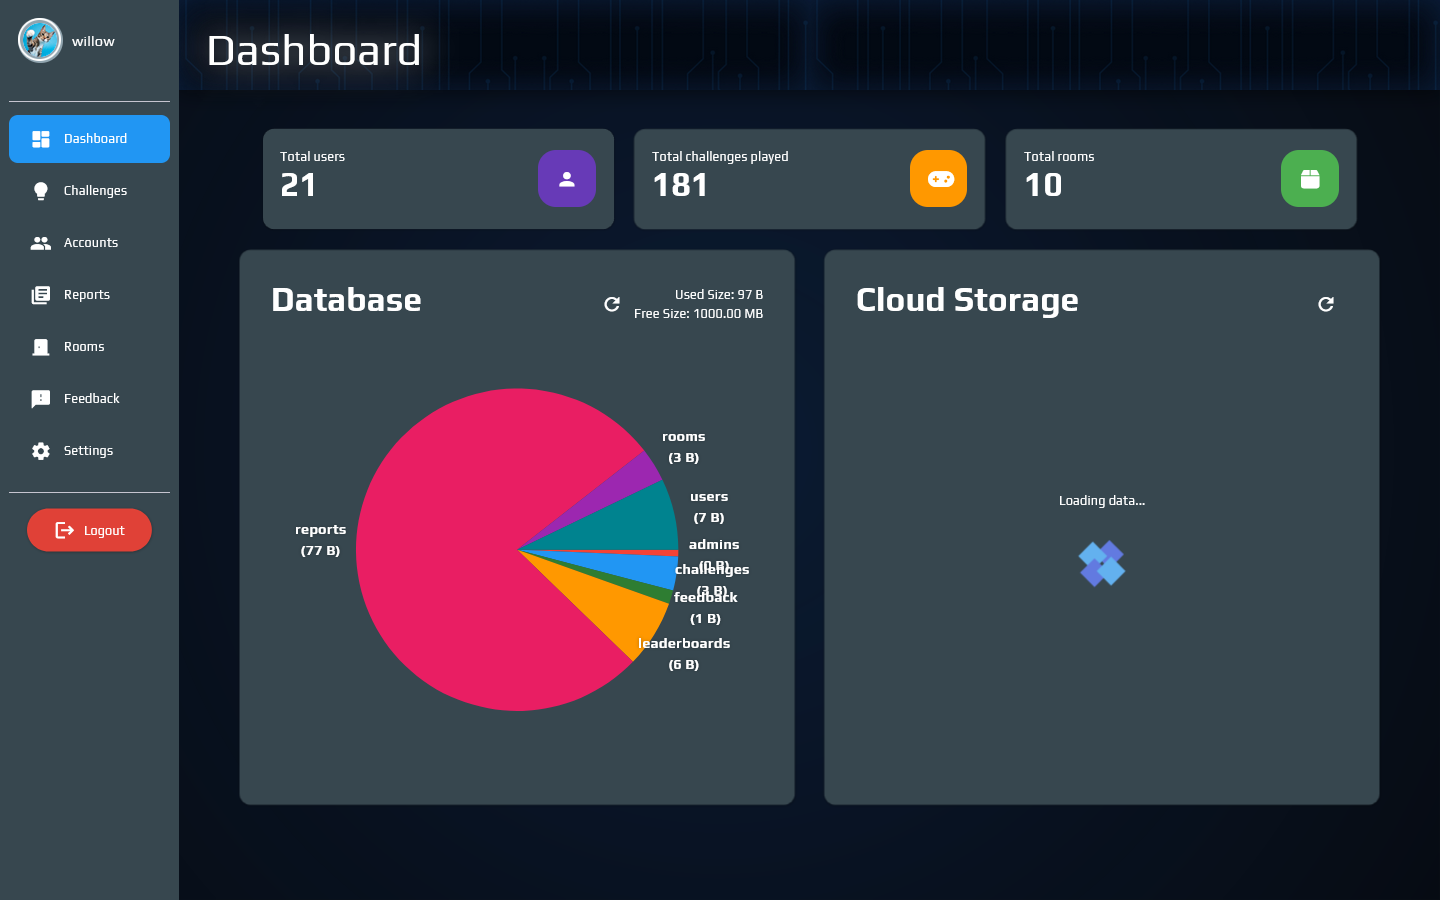 willow
Dashboard
Dashboard
Challenges
Accounts
Reports
Rooms
Feedback
Settings
Logout
Total users
21
Total challenges played
181
Total rooms
10
Database
Used Size: 97 B
Free Size: 1000.00 MB
rooms
(3 B)
users
(7 B)
admins
(0 B)
challenges
(3 B)
feedback
(1 B)
leaderboards
(6 B)
reports
(77 B)
Cloud Storage
Loading data...